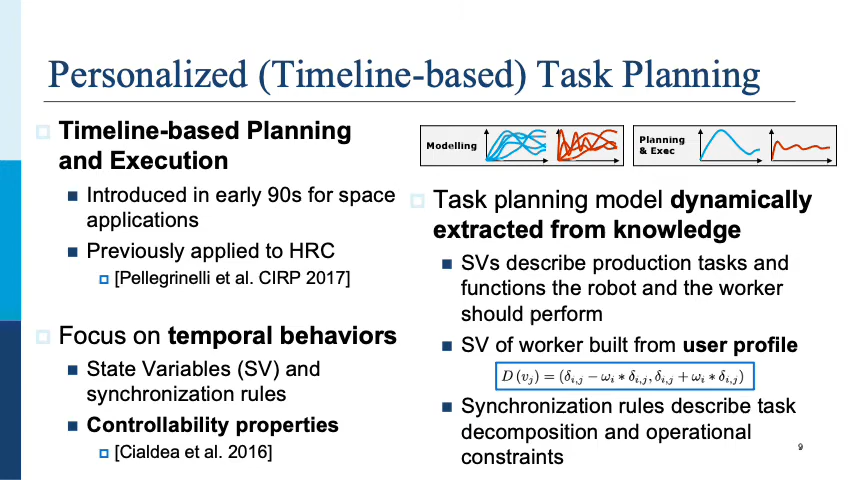 Personalized (Timeline-based) Task Planning
Timeline-based Planning
and Execution
Introduced in early 90s for space
applications
Previously applied to HRC
[Pellegrinelli et al. CIRP 2017]
Focus on temporal behaviors
State Variables (SV) and
synchronization rules
Controllability properties
[Cialdea et al. 2016]
Modelling
Planning
& Exec
Task planning model dynamically
extracted from knowledge
SVs describe production tasks and
functions the robot and the worker
should perform
SV of worker built from user profile
D (v_j) = (δ_{i,j} − ω_i * δ_{i,j}, δ_{i,j} + ω_i * δ_{i,j})
Synchronization rules describe task
decomposition and operational
constraints
9